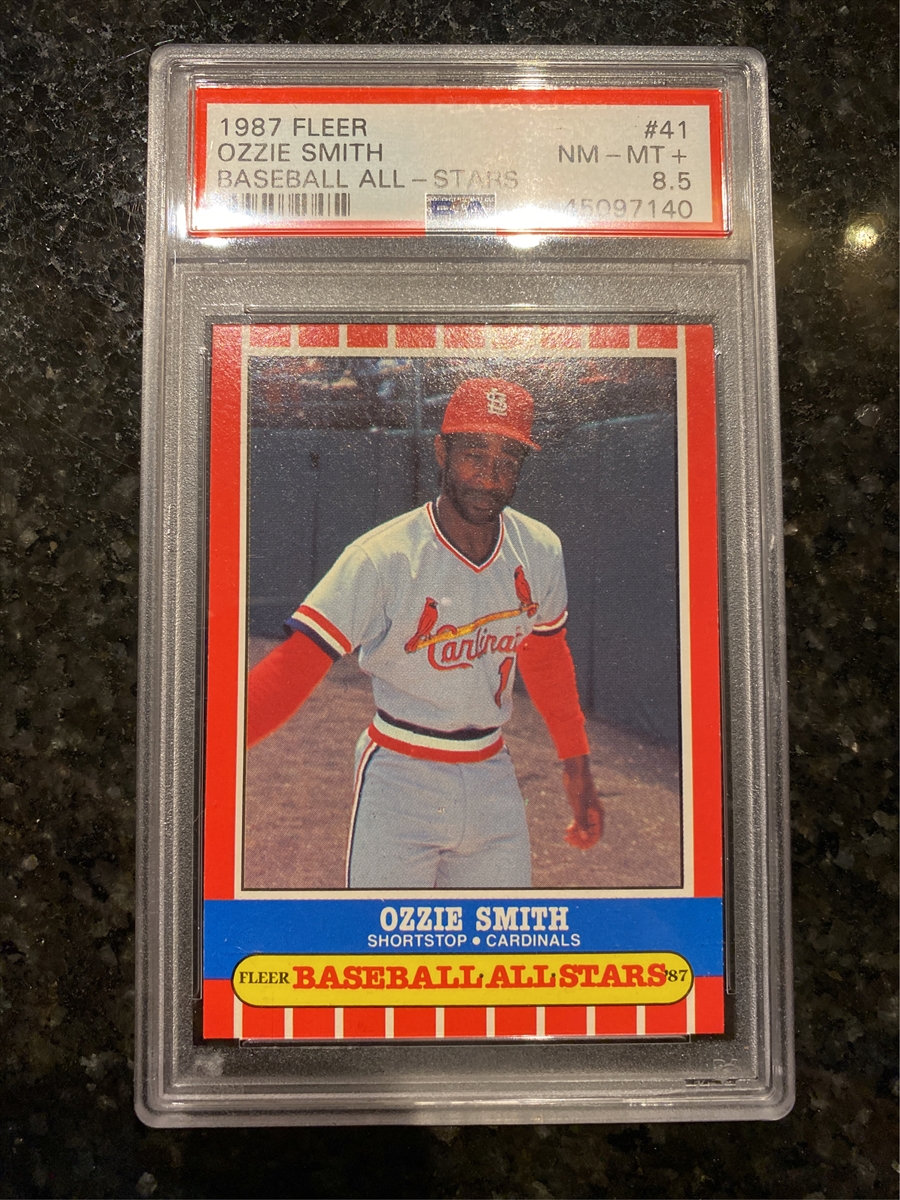 1987 FLEER #41
OZZIE SMITH NM - MT +
BASEBALL ALL - STARS 8.5
45097140
StL
Cardinals
1
OZZIE SMITH
SHORTSTOP • CARDINALS
FLEER BASEBALL ALL STARS '87